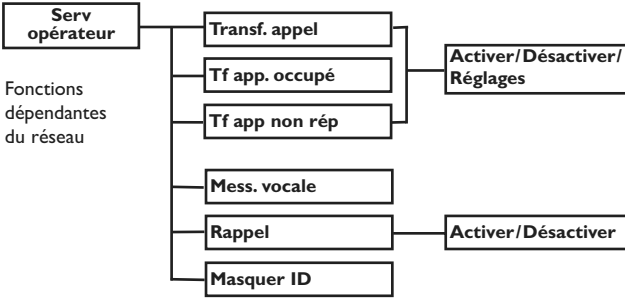 Serv
opérateur
Fonctions
dépendantes
du réseau
Transf. appel
Tf app. occupé
Tf app non rép
Activer/Désactiver/
Réglages
Mess. vocale
Rappel
Activer/Désactiver
Masquer ID